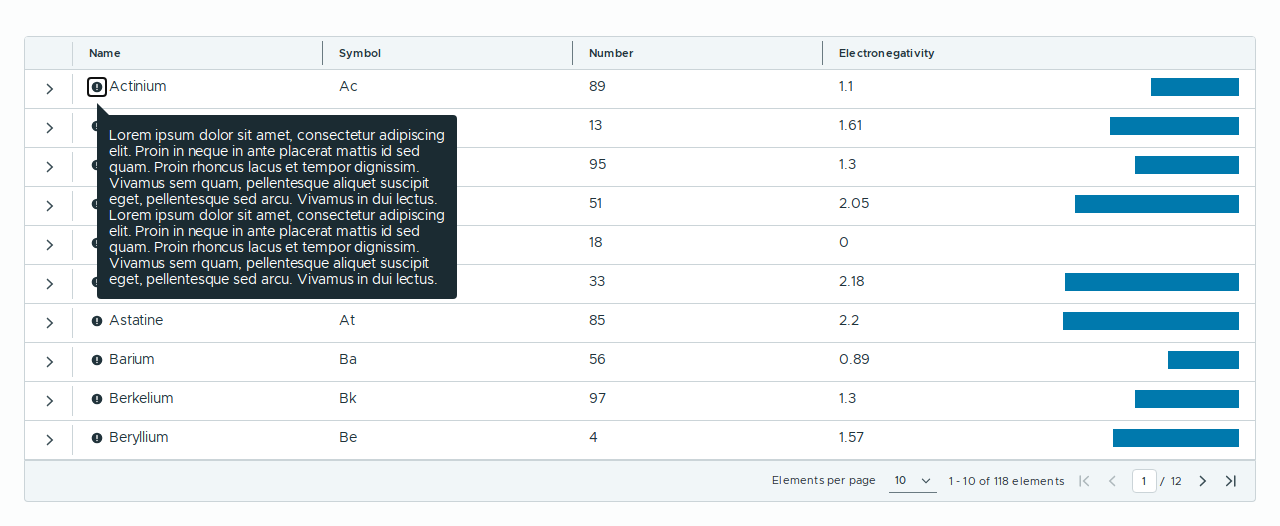 Name Symbol Number Electronegativity
Actinium Ac 89 1.1
13 1.61
95 1.3
51 2.05
18 0
33 2.18
Lorem ipsum dolor sit amet, consectetur adipiscing
elit. Proin in neque in ante placerat mattis id sed
quam. Proin rhoncus lacus et tempor dignissim.
Vivamus sem quam, pellentesque aliquet suscipit
eget, pellentesque sed arcu. Vivamus in dui lectus.
Lorem ipsum dolor sit amet, consectetur adipiscing
elit. Proin in neque in ante placerat mattis id sed
quam. Proin rhoncus lacus et tempor dignissim.
Vivamus sem quam, pellentesque aliquet suscipit
eget, pellentesque sed arcu. Vivamus in dui lectus.
Astatine At 85 2.2
Barium Ba 56 0.89
Berkelium Bk 97 1.3
Beryllium Be 4 1.57
Elements per page 10 1 - 10 of 118 elements 1 / 12